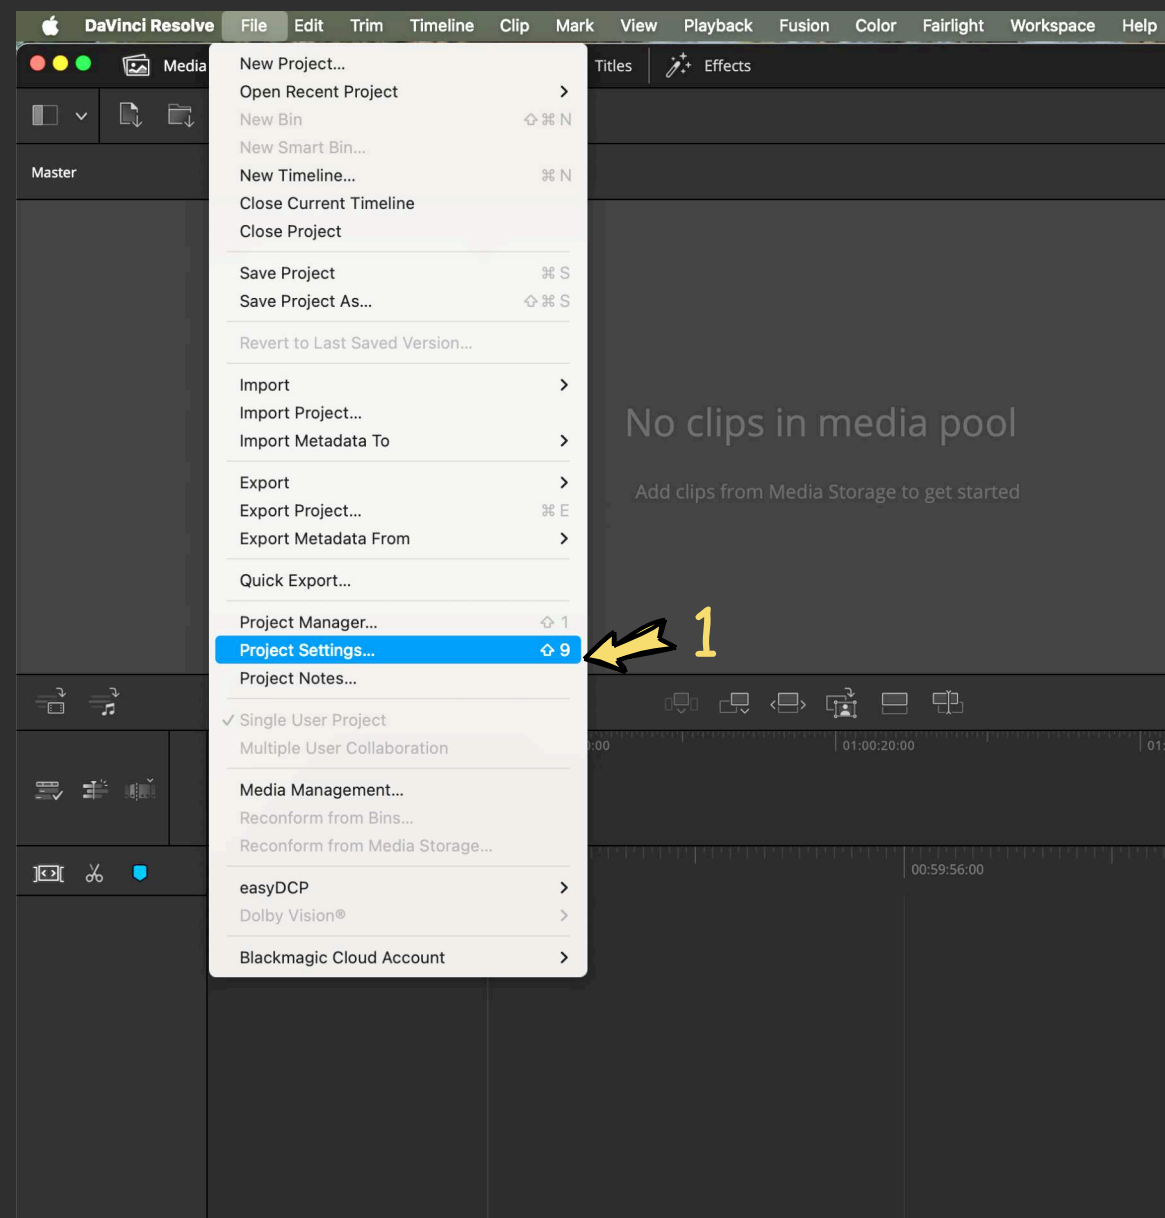 DaVinci Resolve File Edit Trim Timeline Clip Mark View Playback Fusion Color Fairlight Workspace Help
Media Titles Effects
Master
New Project...
Open Recent Project
New Bin ⇧⌘N
New Smart Bin...
New Timeline... ⌘N
Close Current Timeline
Close Project
Save Project ⌘S
Save Project As... ⇧⌘S
Revert to Last Saved Version...
Import
Import Project...
Import Metadata To
Export
Export Project... ⌘E
Export Metadata From
Quick Export...
Project Manager... ⇧1
Project Settings... ⇧9
Project Notes...
✓ Single User Project
Multiple User Collaboration
Media Management...
Reconform from Bins...
Reconform from Media Storage...
easyDCP
Dolby Vision®
Blackmagic Cloud Account
No clips in media pool
Add clips from Media Storage to get started
1
:00 01:00:20:00 01:
00:59:56:00